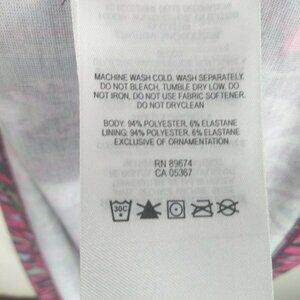 MACHINE WASH COLD. WASH SEPARATELY.
DO NOT BLEACH, TUMBLE DRY LOW, DO
NOT IRON, DO NOT USE FABRIC SOFTENER.
DO NOT DRYCLEAN
BODY: 94% POLYESTER, 6% ELASTANE
LINING: 94% POLYESTER, 6% ELASTANE
EXCLUSIVE OF ORNAMENTATION
RN 89674
CA 05367
30C